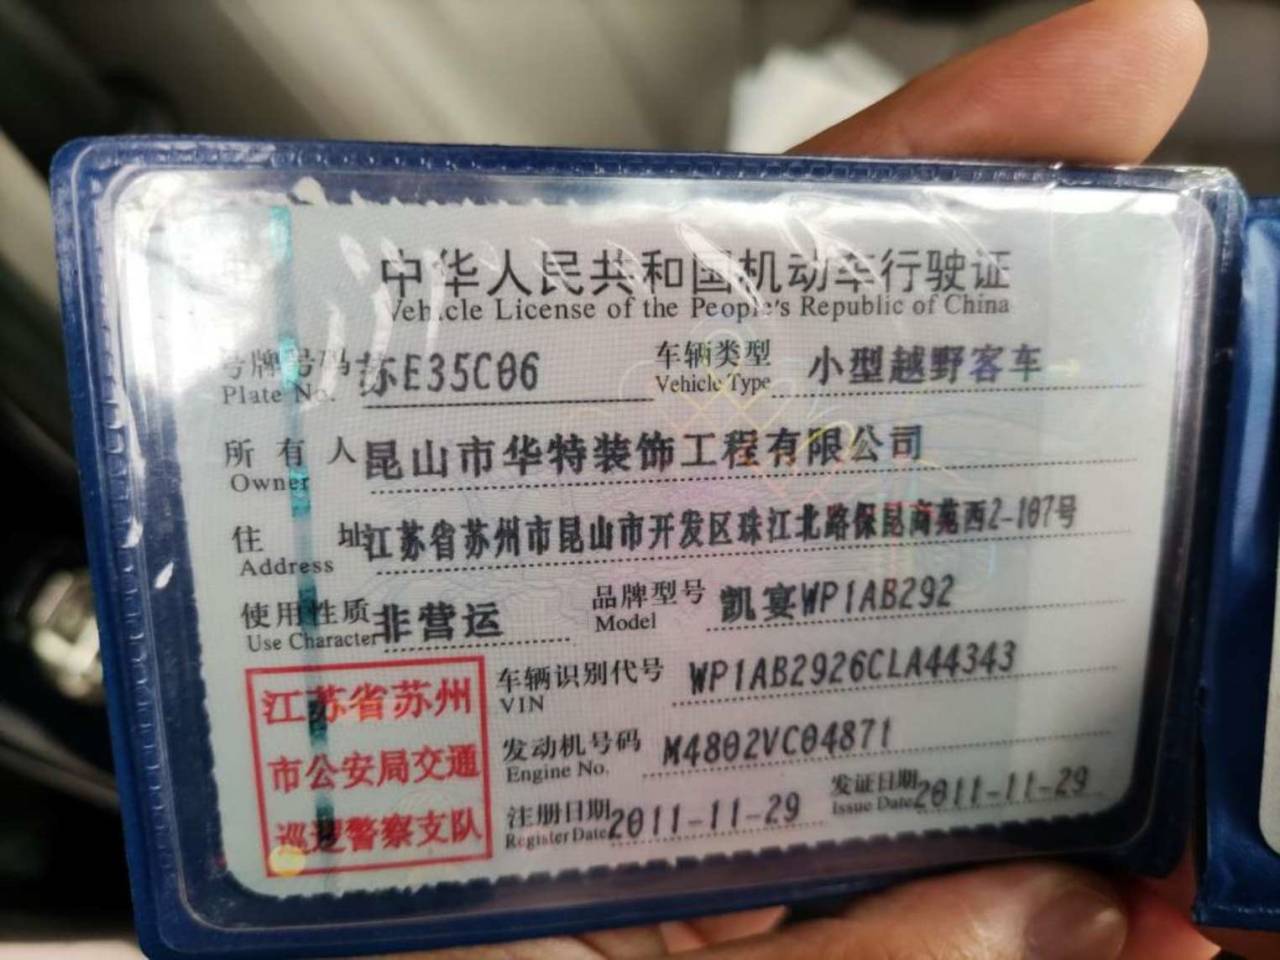 中华人民共和国机动车行驶证
Vehicle License of the People's Republic of China
号牌号码 苏E35C06 车辆类型 小型越野客车
Plate No. Vehicle Type
所有人 昆山市华特装饰工程有限公司
Owner
住址 江苏省苏州市昆山市开发区珠江北路保昆商苑西2-107号
Address
使用性质 非营运 品牌型号 凯宴WP1AB292
Use Character Model
江苏省苏州
市公安局交通
巡逻警察支队
车辆识别代号 WP1AB2926CLA44343
VIN
发动机号码 M4802VC04871
Engine No.
注册日期 2011-11-29 发证日期 2011-11-29
Register Date Issue Date